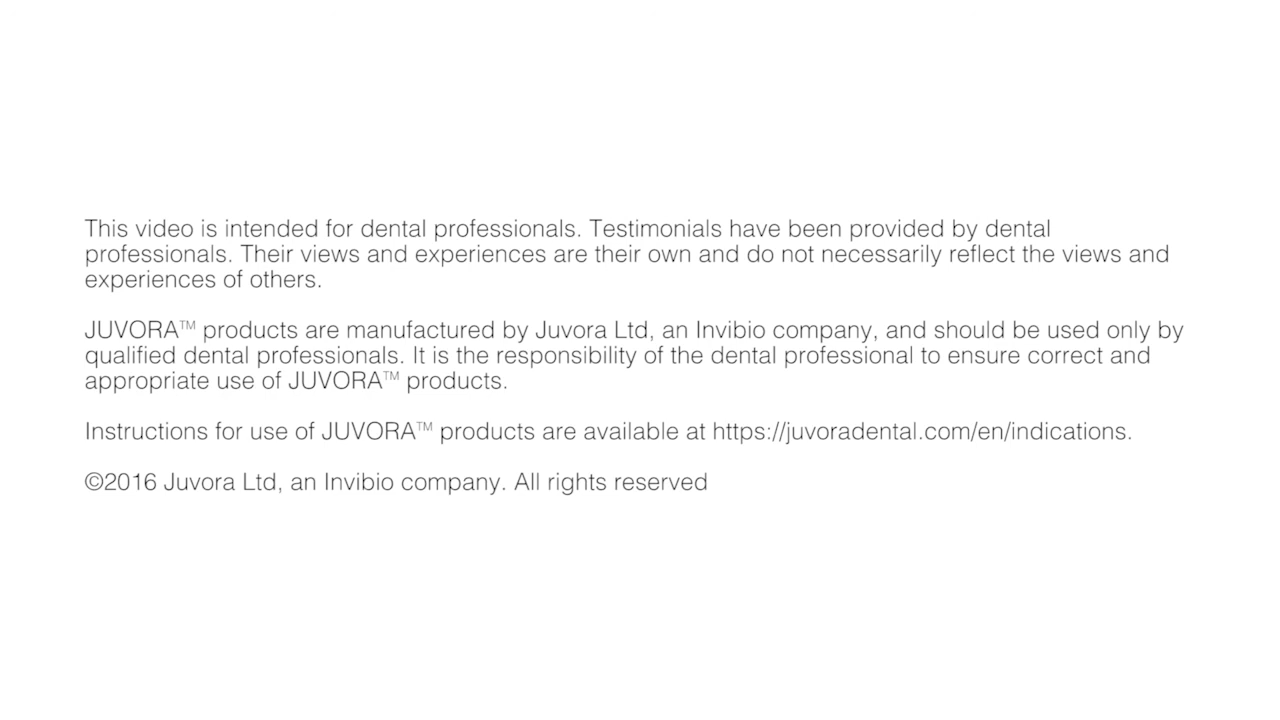 This video is intended for dental professionals. Testimonials have been provided by dental
professionals. Their views and experiences are their own and do not necessarily reflect the views and
experiences of others.
JUVORA™ products are manufactured by Juvora Ltd, an Invibio company, and should be used only by
qualified dental professionals. It is the responsibility of the dental professional to ensure correct and
appropriate use of JUVORA™ products.
Instructions for use of JUVORA™ products are available at https://juvoradental.com/en/indications.
©2016 Juvora Ltd, an Invibio company. All rights reserved